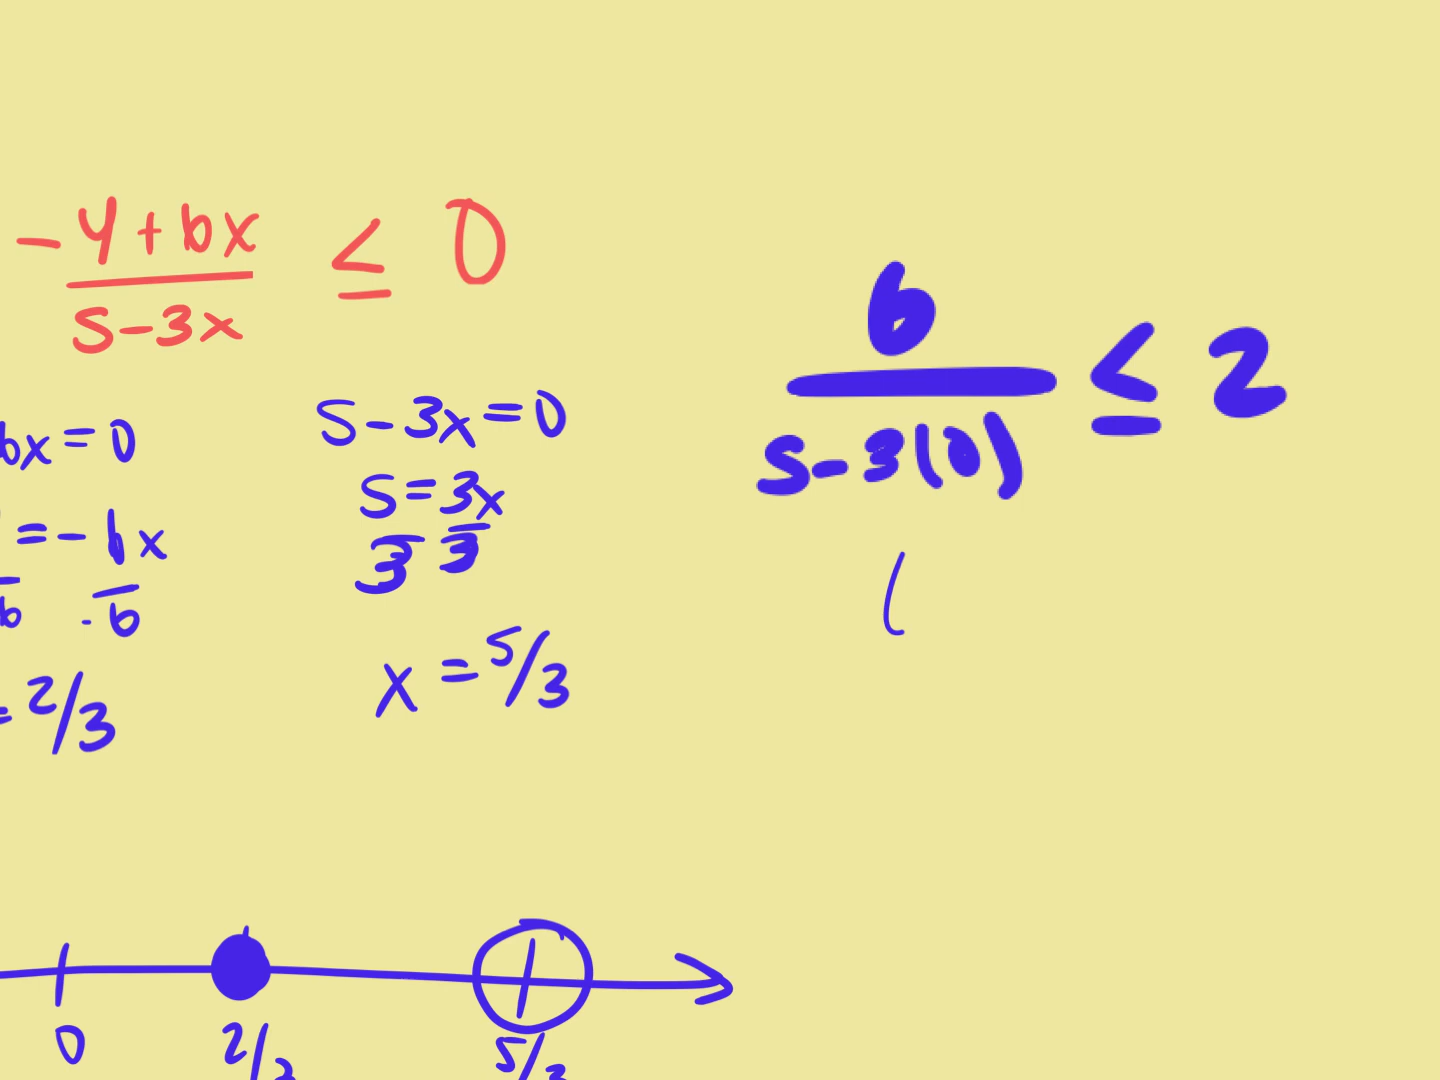 -4+6x
/
5-3x ≤ 0
6
/
5-3(0) ≤ 2
6x=0
5-3x=0
=-6x
5=3x
6 -6
3 3
(
=2/3
x=5/3
0 2/3 5/3